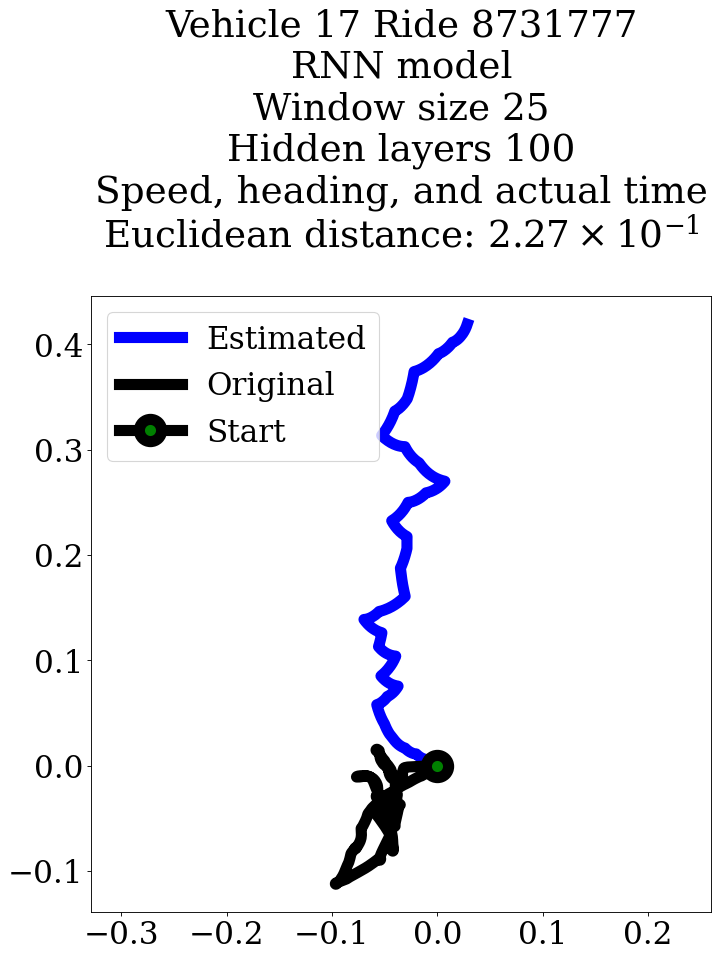 Vehicle 17 Ride 8731777
RNN model
Window size 25
Hidden layers 100
Speed, heading, and actual time
Euclidean distance: 2.27 × 10⁻¹
Estimated
Original
Start
0.4
0.3
0.2
0.1
0.0
−0.1
−0.3 −0.2 −0.1 0.0 0.1 0.2